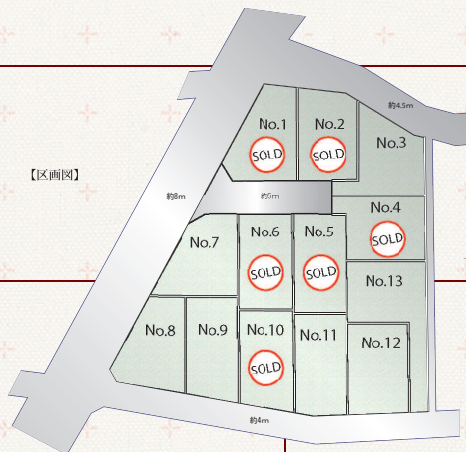 約4.5m
No.1
SOLD
No.2
SOLD
No.3
【区画図】
約8m
約5m
No.4
SOLD
No.7
No.6
SOLD
No.5
SOLD
No.13
No.8
No.9
No.10
SOLD
No.11
No.12
約4m